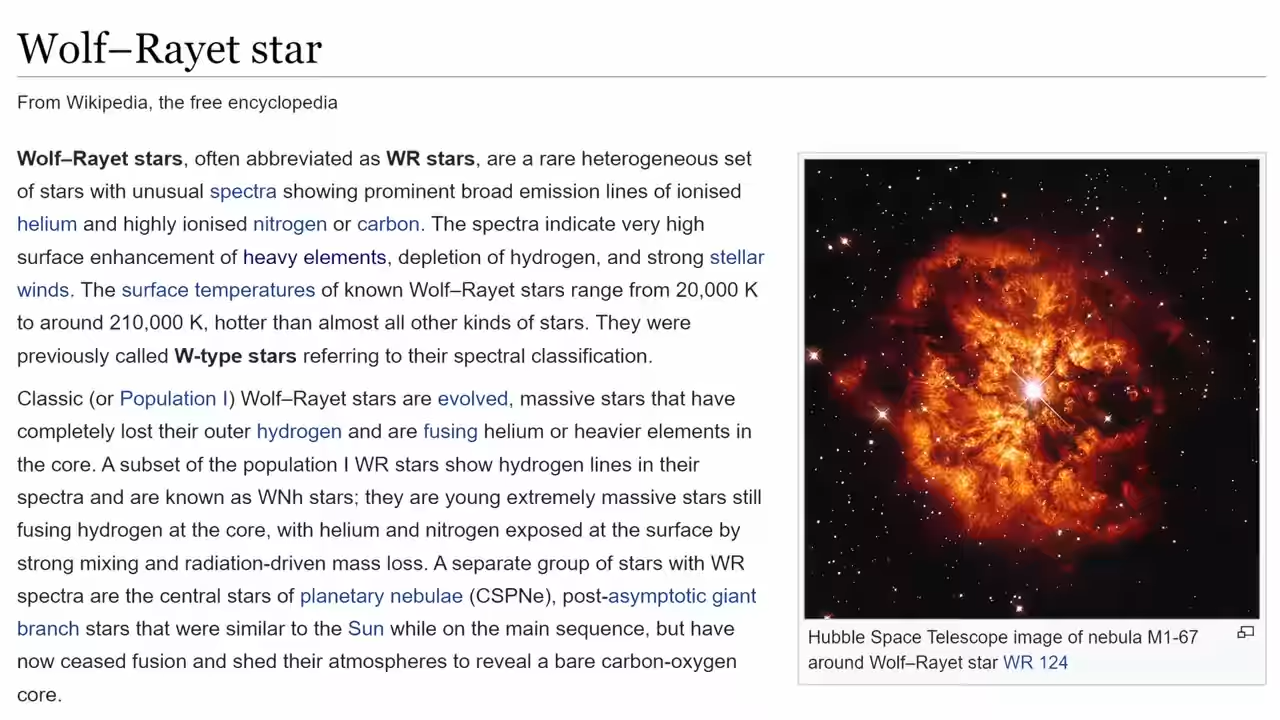 Wolf–Rayet star
From Wikipedia, the free encyclopedia
Wolf–Rayet stars, often abbreviated as WR stars, are a rare heterogeneous set
of stars with unusual spectra showing prominent broad emission lines of ionised
helium and highly ionised nitrogen or carbon. The spectra indicate very high
surface enhancement of heavy elements, depletion of hydrogen, and strong stellar
winds. The surface temperatures of known Wolf–Rayet stars range from 20,000 K
to around 210,000 K, hotter than almost all other kinds of stars. They were
previously called W-type stars referring to their spectral classification.
Classic (or Population I) Wolf–Rayet stars are evolved, massive stars that have
completely lost their outer hydrogen and are fusing helium or heavier elements in
the core. A subset of the population I WR stars show hydrogen lines in their
spectra and are known as WNh stars; they are young extremely massive stars still
fusing hydrogen at the core, with helium and nitrogen exposed at the surface by
strong mixing and radiation-driven mass loss. A separate group of stars with WR
spectra are the central stars of planetary nebulae (CSPNe), post-asymptotic giant
branch stars that were similar to the Sun while on the main sequence, but have
now ceased fusion and shed their atmospheres to reveal a bare carbon-oxygen
core.
Hubble Space Telescope image of nebula M1-67
around Wolf–Rayet star WR 124